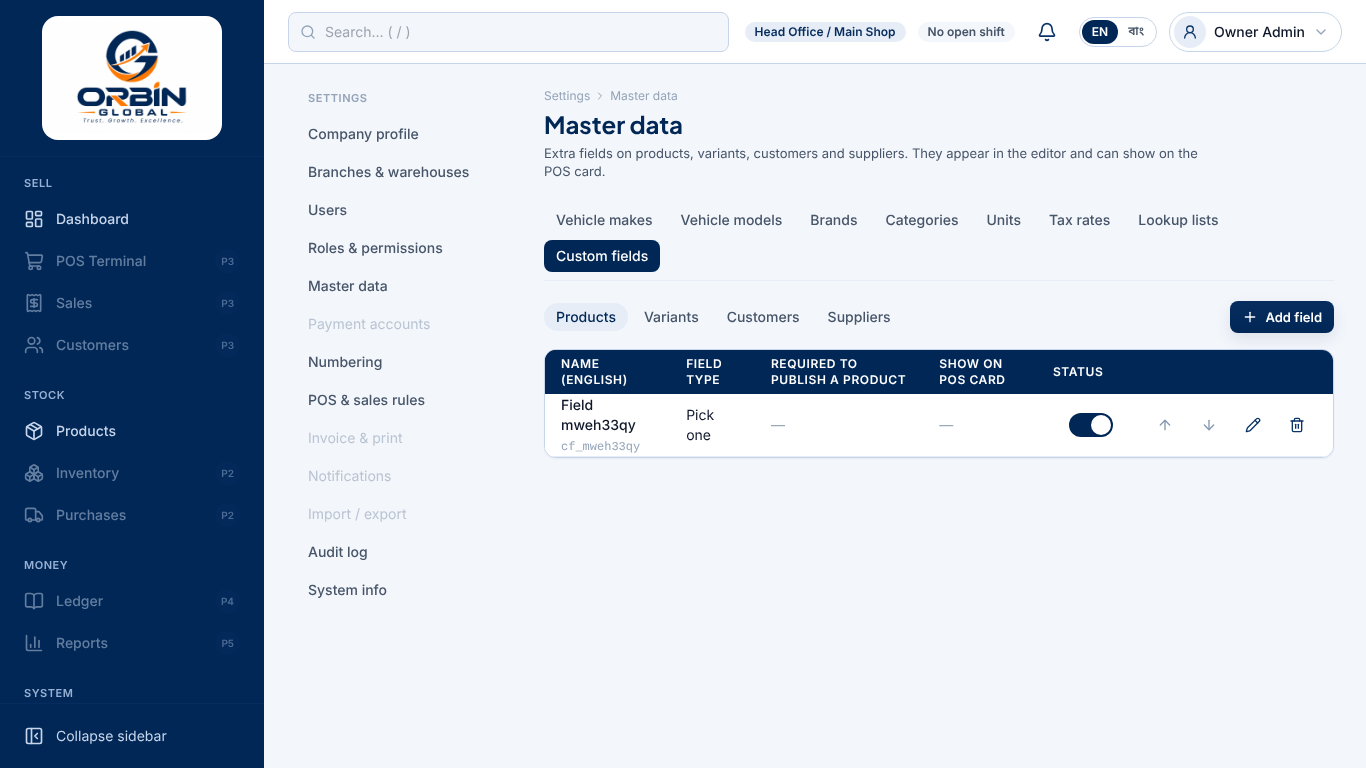 ORBIN
GLOBAL
Trust. Growth. Excellence.
SELL
Dashboard
POS Terminal P3
Sales P3
Customers P3
STOCK
Products
Inventory P2
Purchases P2
MONEY
Ledger P4
Reports P5
SYSTEM
Collapse sidebar
Search... ( / )
Head Office / Main Shop
No open shift
EN
বাং
Owner Admin
SETTINGS
Company profile
Branches & warehouses
Users
Roles & permissions
Master data
Payment accounts
Numbering
POS & sales rules
Invoice & print
Notifications
Import / export
Audit log
System info
Settings > Master data
Master data
Extra fields on products, variants, customers and suppliers. They appear in the editor and can show on the
POS card.
Vehicle makes Vehicle models Brands Categories Units Tax rates Lookup lists
Custom fields
Products Variants Customers Suppliers
+ Add field
NAME (ENGLISH)
FIELD TYPE
REQUIRED TO PUBLISH A PRODUCT
SHOW ON POS CARD
STATUS
Field
mweh33qy
cf_mweh33qy
Pick
one
—
—